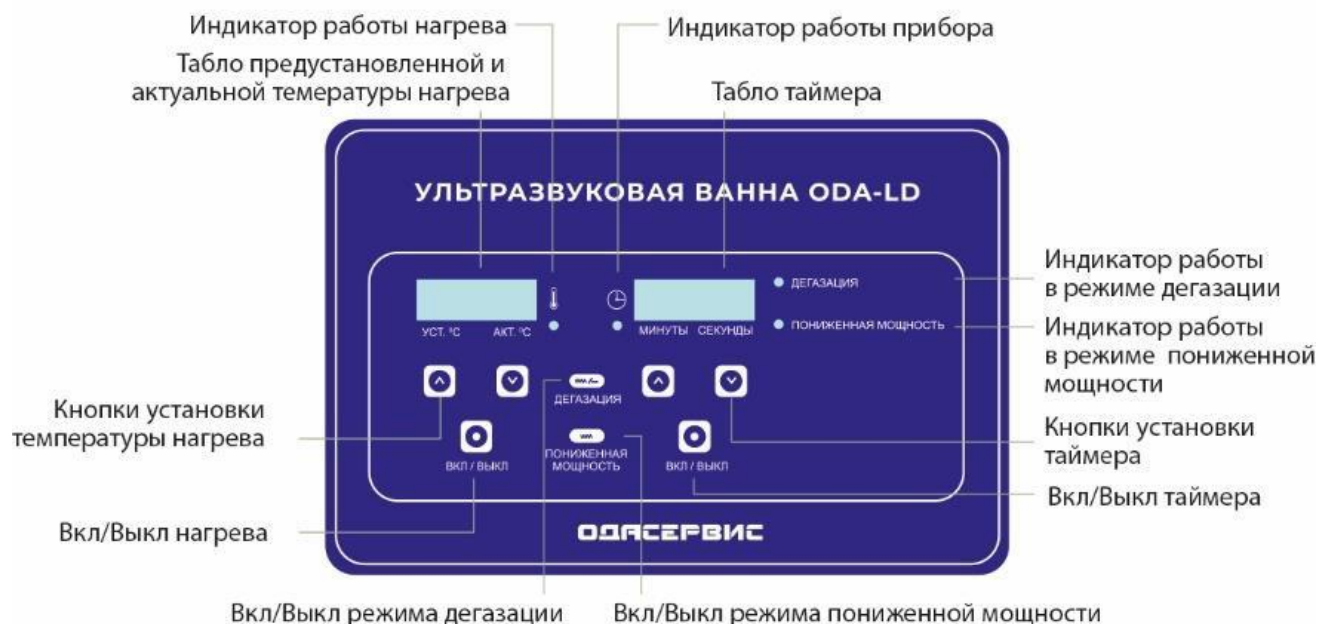 Индикатор работы нагрева
Индикатор работы прибора
Табло предустановленной и
актуальной темературы нагрева
Табло таймера
УЛЬТРАЗВУКОВАЯ ВАННА ODA-LD
УСТ. °C
АКТ. °C
МИНУТЫ
СЕКУНДЫ
ДЕГАЗАЦИЯ
ПОНИЖЕННАЯ МОЩНОСТЬ
Индикатор работы
в режиме дегазации
Индикатор работы
в режиме пониженной
мощности
ДЕГАЗАЦИЯ
Кнопки установки
температуры нагрева
ВКЛ / ВЫКЛ
ПОНИЖЕННАЯ
МОЩНОСТЬ
ВКЛ / ВЫКЛ
Кнопки установки
таймера
Вкл/Выкл таймера
Вкл/Выкл нагрева
ОДАСЕРВИС
Вкл/Выкл режима дегазации
Вкл/Выкл режима пониженной мощности